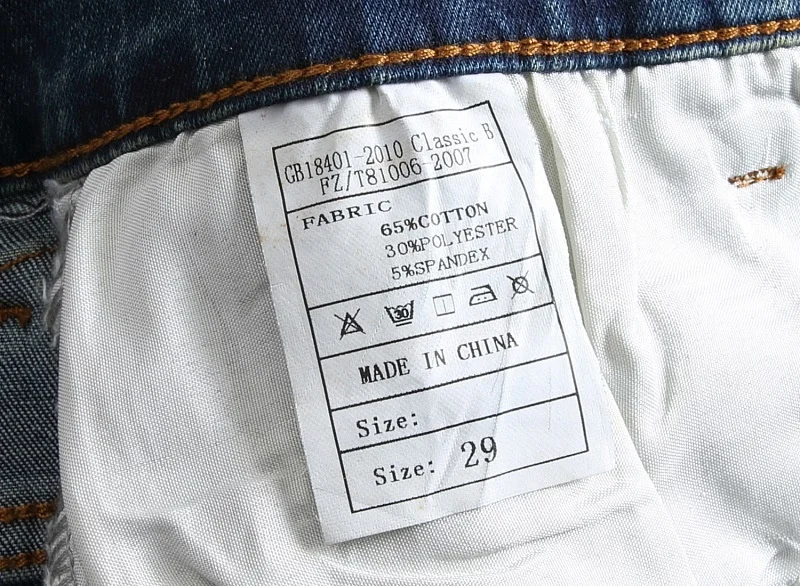 GB18401-2010 Classic B
FZ/T81006-2007
FABRIC
65%COTTON
30%POLYESTER
5%SPANDEX
30
MADE IN CHINA
Size:
Size: 29